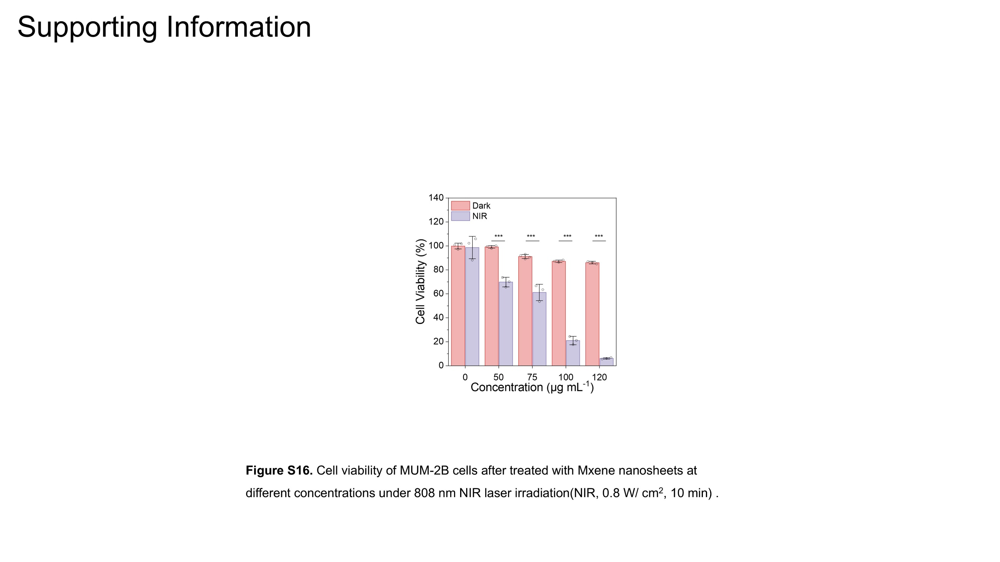 Supporting Information
140
120
100
80
60
40
20
0
Cell Viability (%)
Dark
NIR
***
***
***
***
0 50 75 100 120
Concentration (µg mL⁻¹)
Figure S16. Cell viability of MUM-2B cells after treated with Mxene nanosheets at
different concentrations under 808 nm NIR laser irradiation(NIR, 0.8 W/ cm², 10 min) .